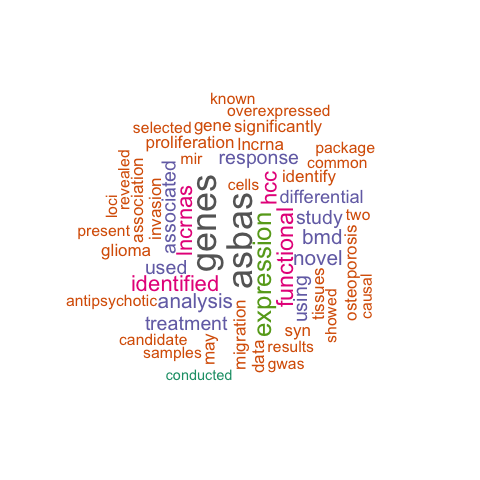 known
overexpressed
selected gene significantly
proliferation lncrna
mir response package
common
cells identify
revealed
loci
association
invasion
associated
lncrnas
genes
asbas
expression
hcc
functional
differential
study two
present
bmd
glioma
novel
used
identified
using
tissues
showed
osteoporosis
causal
antipsychotic analysis
treatment
syn
candidate
samples
may
migration
data
results
gwas
conducted